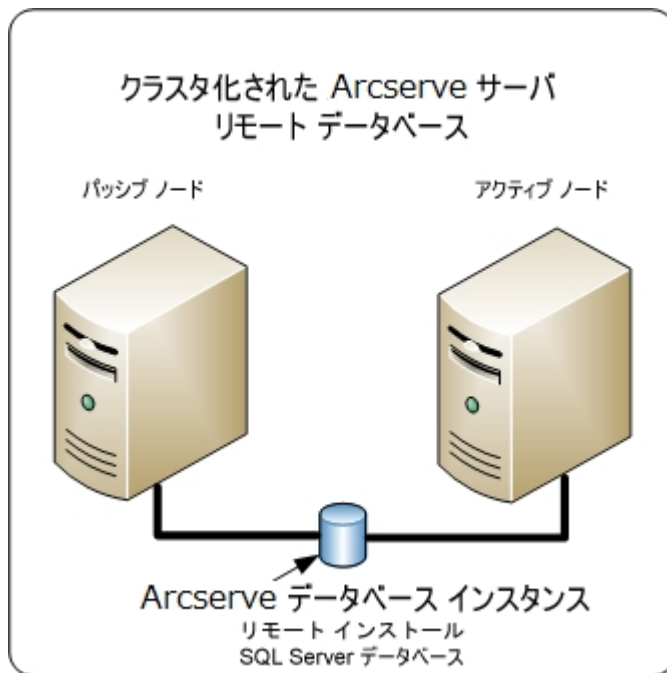 クラスタ化された Arcserve サーバ
リモート データベース
パッシブ ノード
アクティブ ノード
Arcserve データベース インスタンス
リモート インストール
SQL Server データベース